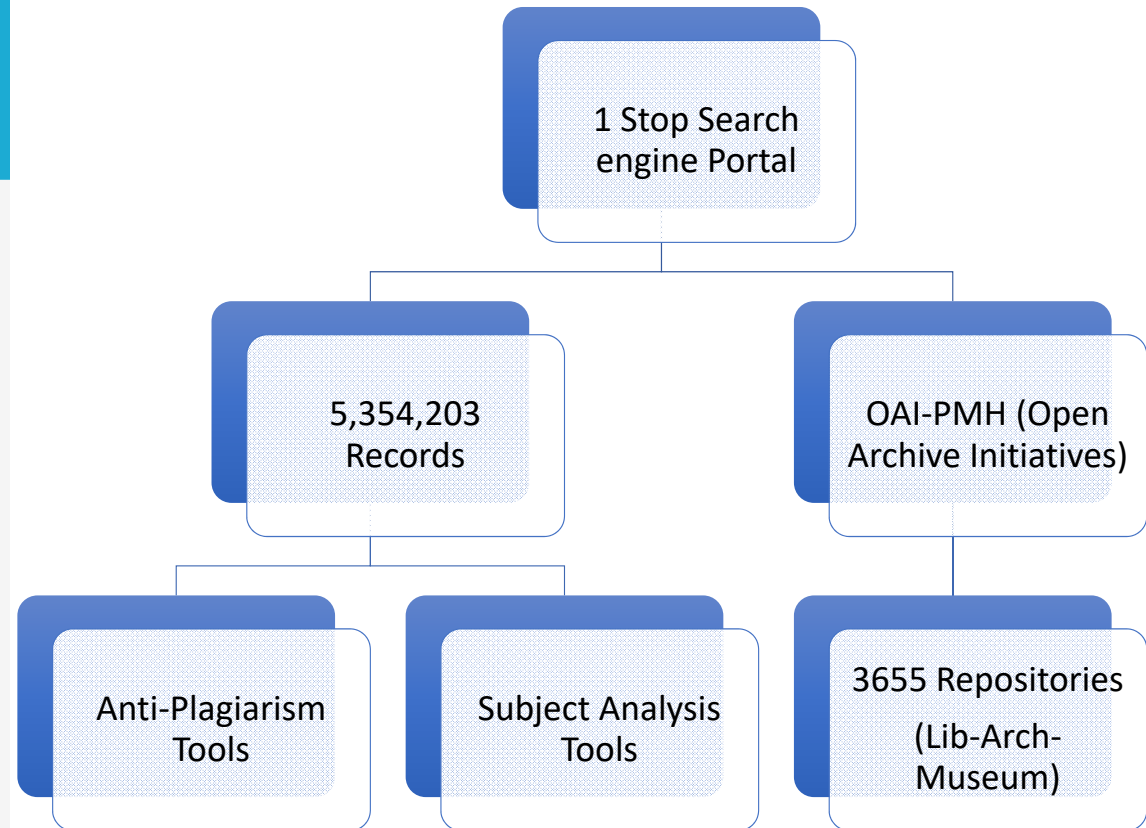 1 Stop Search
engine Portal
5,354,203
Records
OAI-PMH (Open
Archive Initiatives)
Anti-Plagiarism
Tools
Subject Analysis
Tools
3655 Repositories
(Lib-Arch-
Museum)